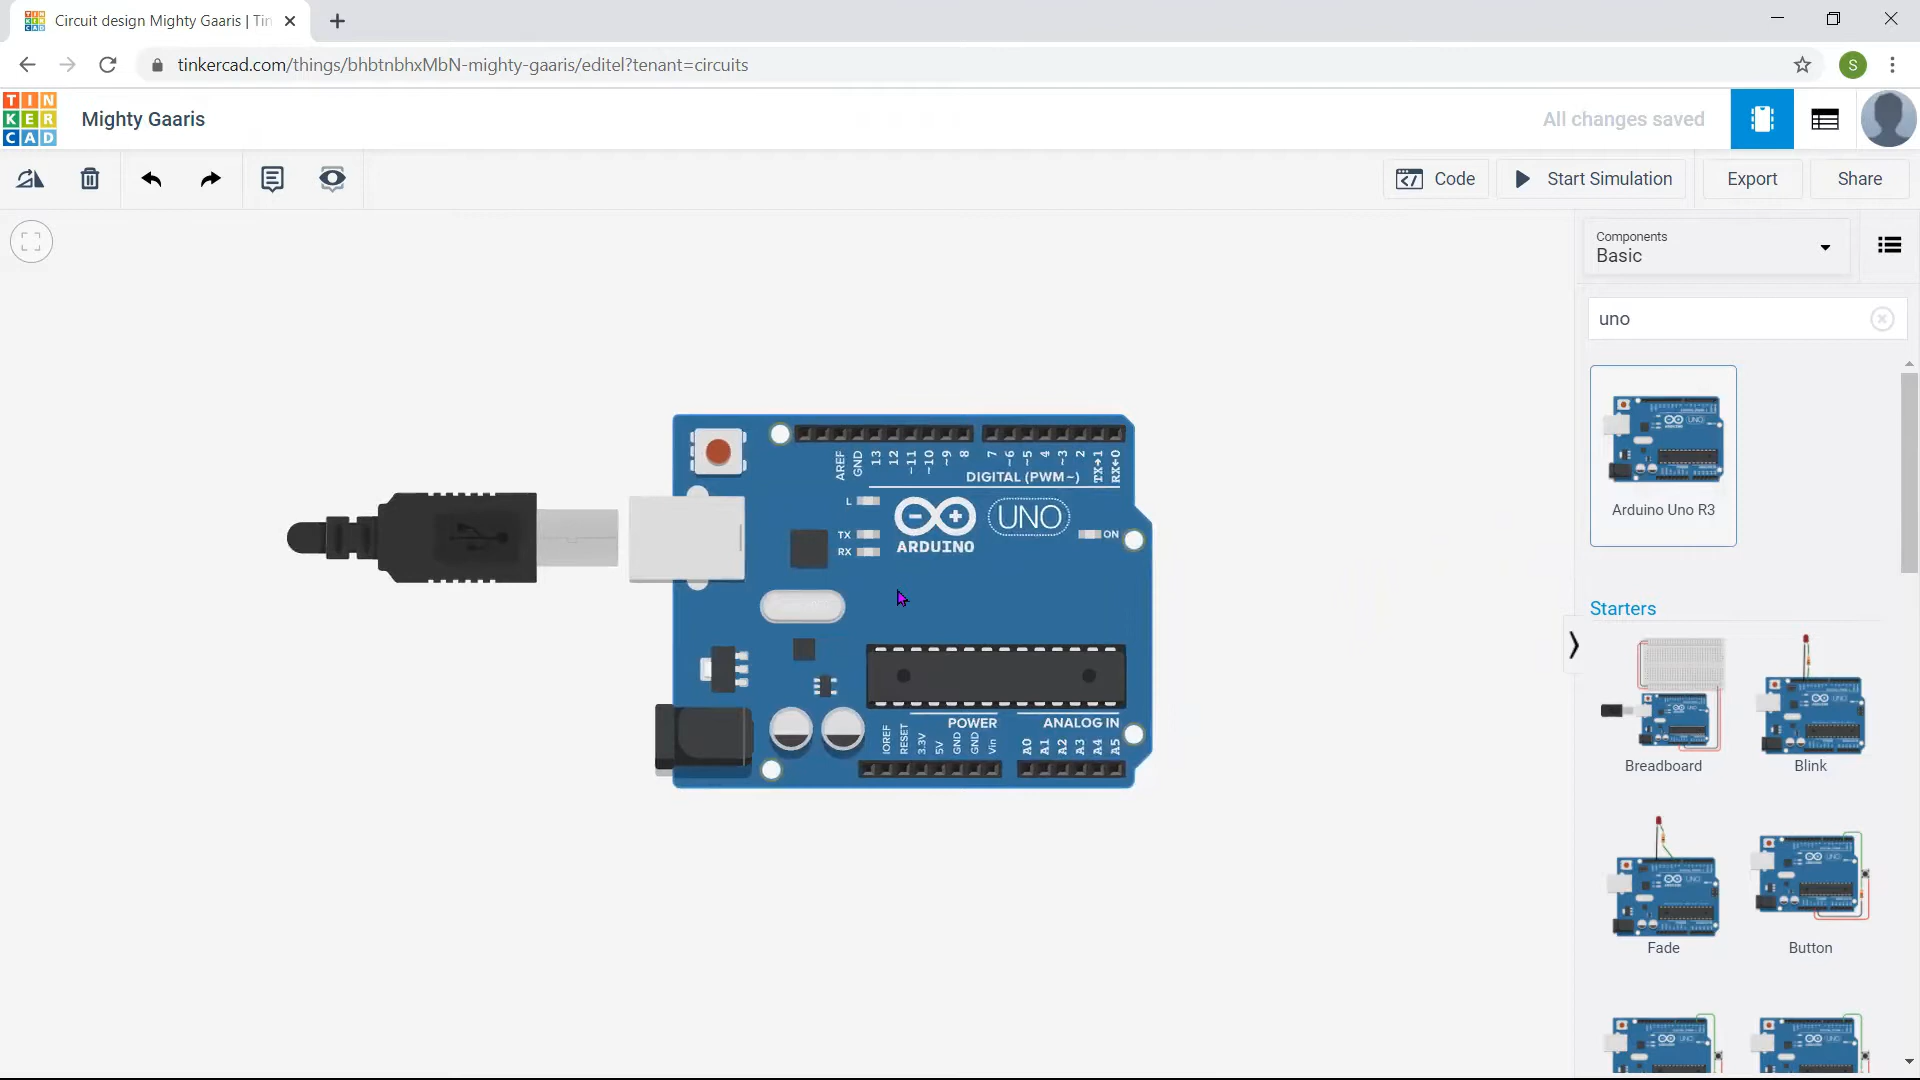 Circuit design Mighty Gaaris | Tin
tinkercad.com/things/bhbtnbhxMbN-mighty-gaaris/editel?tenant=circuits
S
TIN
KER
CAD
Mighty Gaaris
All changes saved
Code
Start Simulation
Export
Share
Components
Basic
uno
Arduino Uno R3
Starters
Breadboard
Blink
Fade
Button
AREF
GND
13
12
~11
~10
~9
8
7
~6
~5
4
~3
2
TX→1
RX←0
DIGITAL (PWM~)
L
TX
RX
UNO
ON
ARDUINO
POWER
ANALOG IN
IOREF
RESET
3.3V
5V
GND
GND
Vin
A0
A1
A2
A3
A4
A5